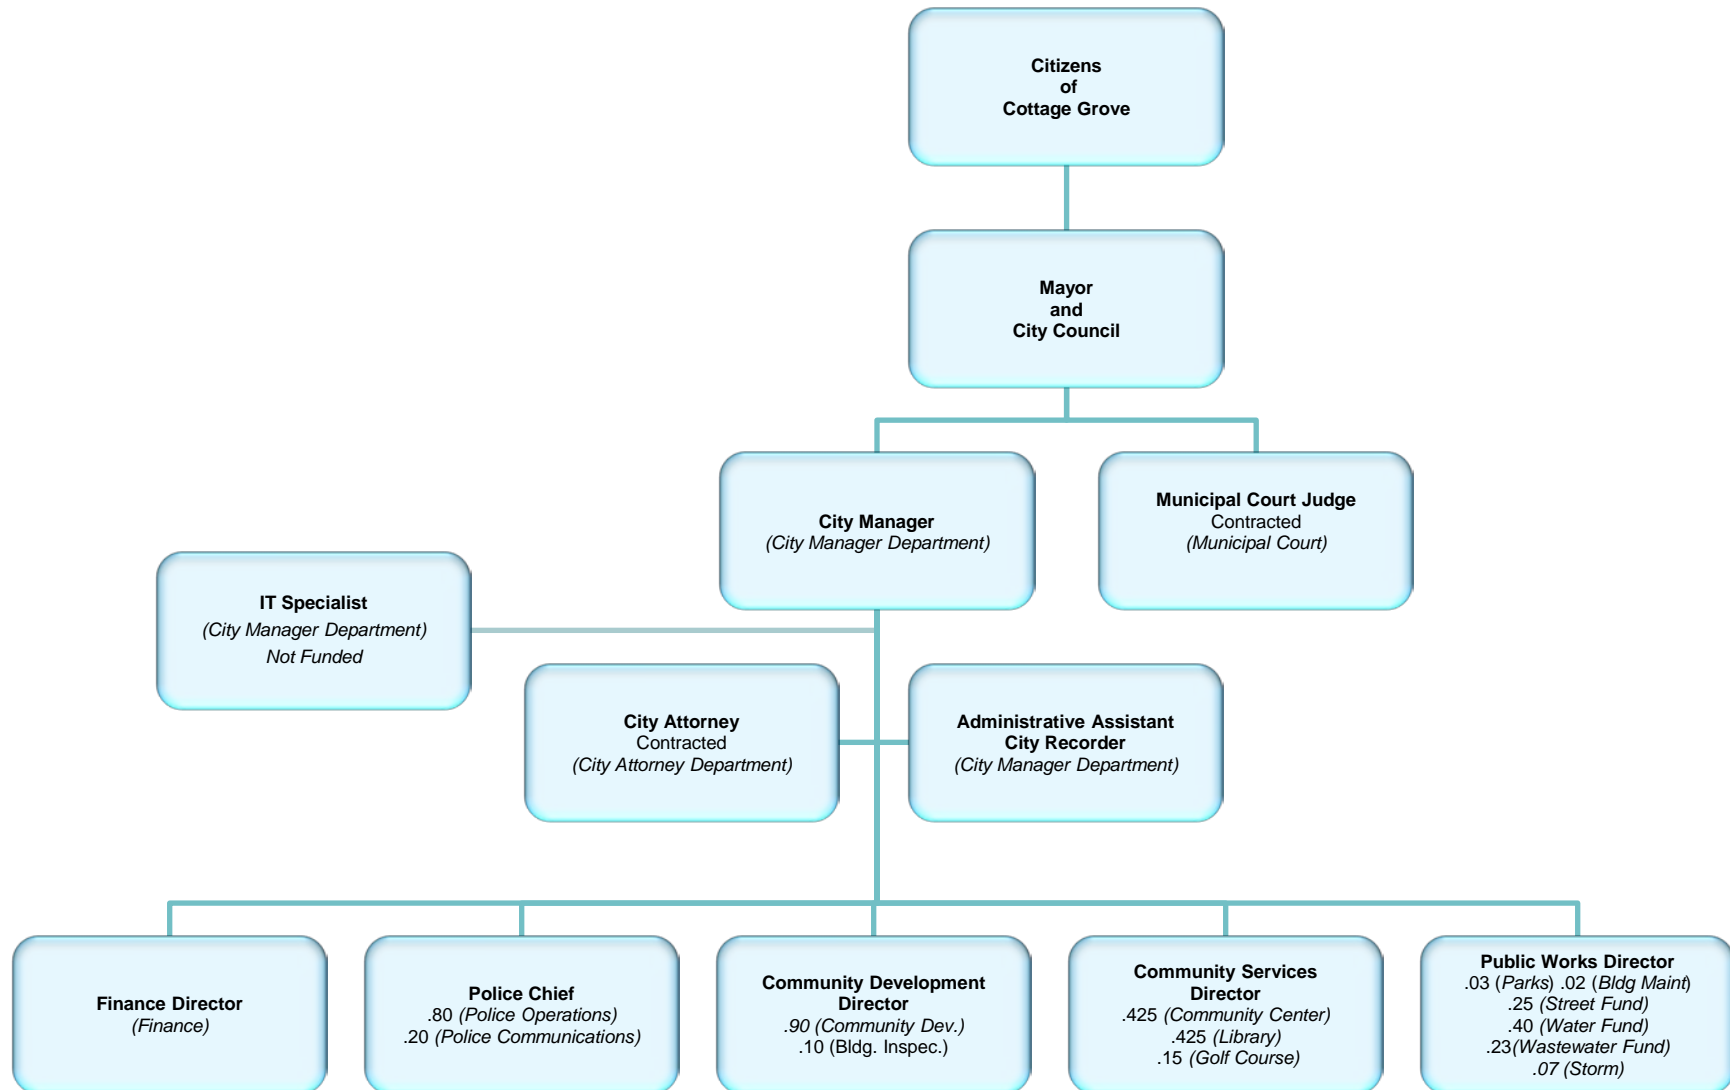 Citizens
of
Cottage Grove
Mayor
and
City Council
City Manager
(City Manager Department)
Municipal Court Judge
Contracted
(Municipal Court)
IT Specialist
(City Manager Department)
Not Funded
City Attorney
Contracted
(City Attorney Department)
Administrative Assistant
City Recorder
(City Manager Department)
Finance Director
(Finance)
Police Chief
.80 (Police Operations)
.20 (Police Communications)
Community Development
Director
.90 (Community Dev.)
.10 (Bldg. Inspec.)
Community Services
Director
.425 (Community Center)
.425 (Library)
.15 (Golf Course)
Public Works Director
.03 (Parks) .02 (Bldg Maint)
.25 (Street Fund)
.40 (Water Fund)
.23(Wastewater Fund)
.07 (Storm)